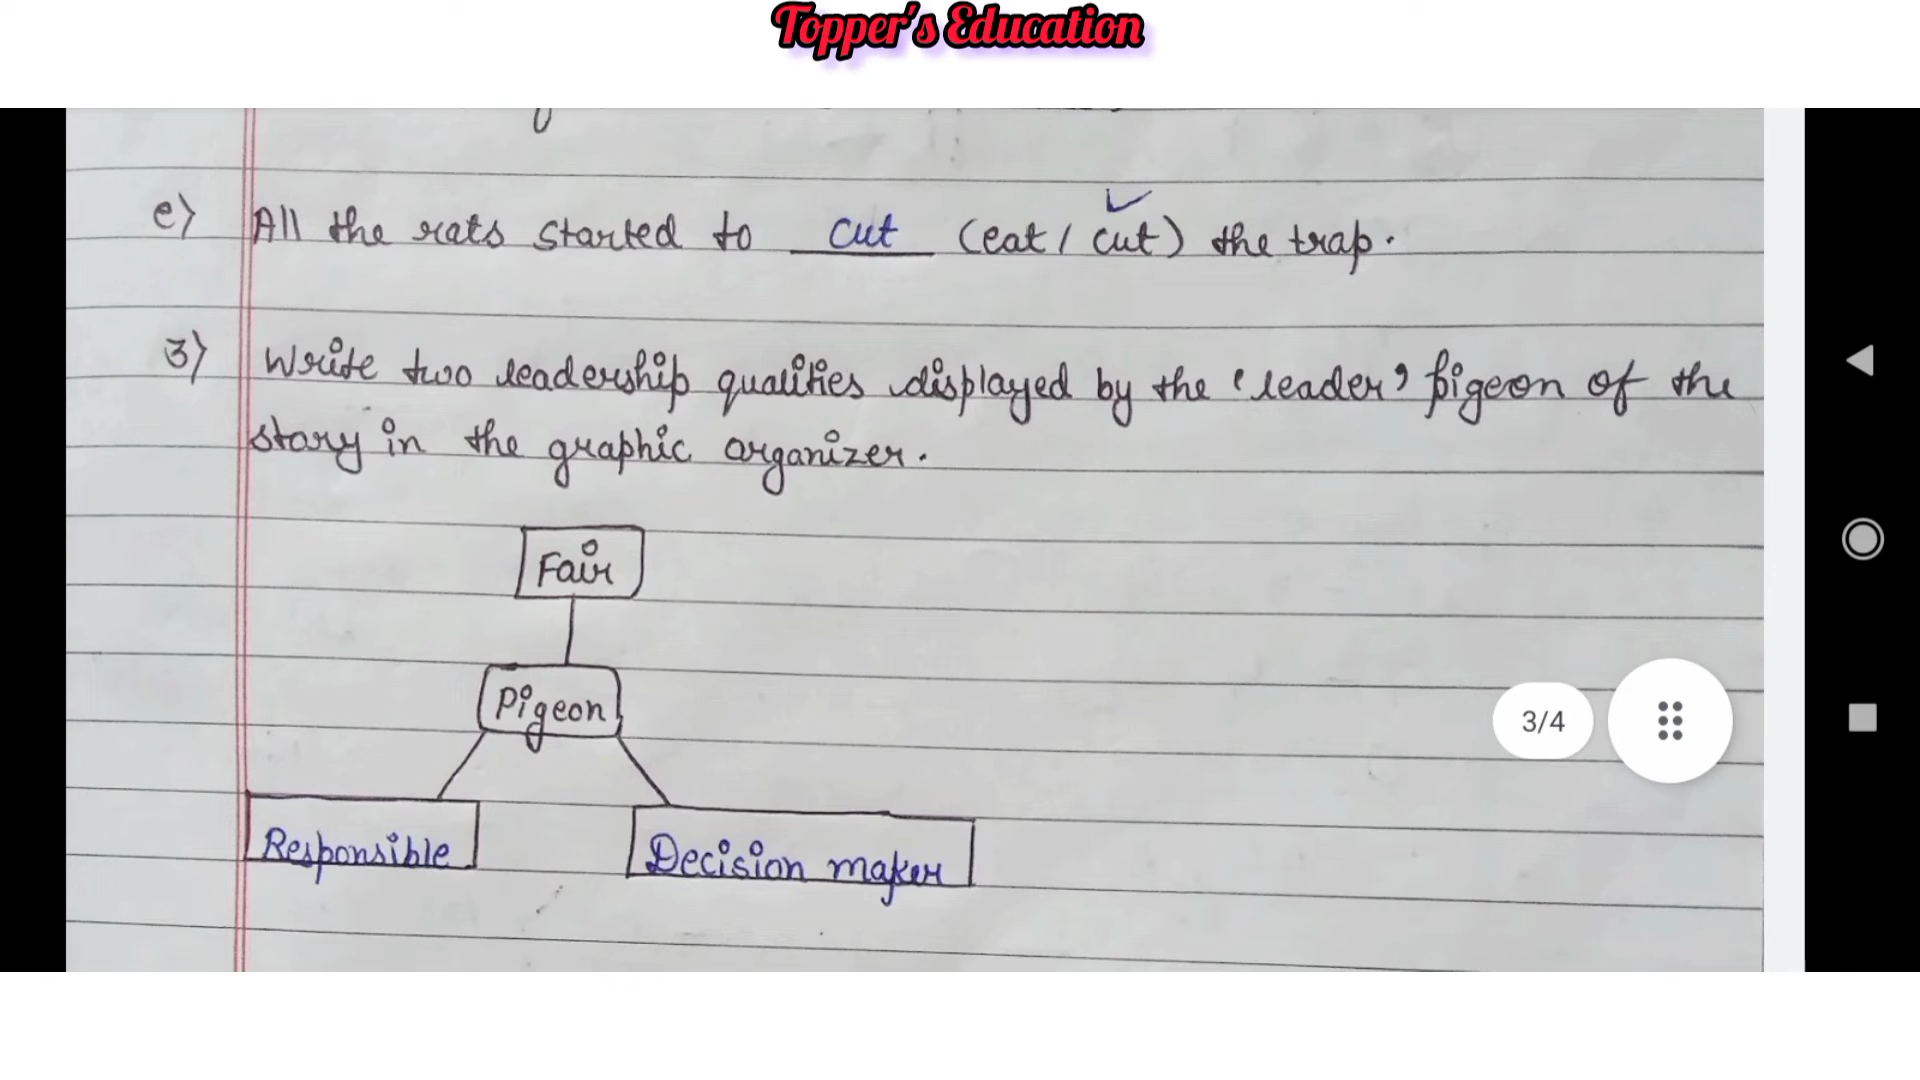 Topper's Education
e) All the rats started to cut (eat / cut) the trap.
3) Write two leadership qualities displayed by the 'leader' pigeon of the
story in the graphic organizer.
Fair
Pigeon
3/4
Responsible
Decision maker